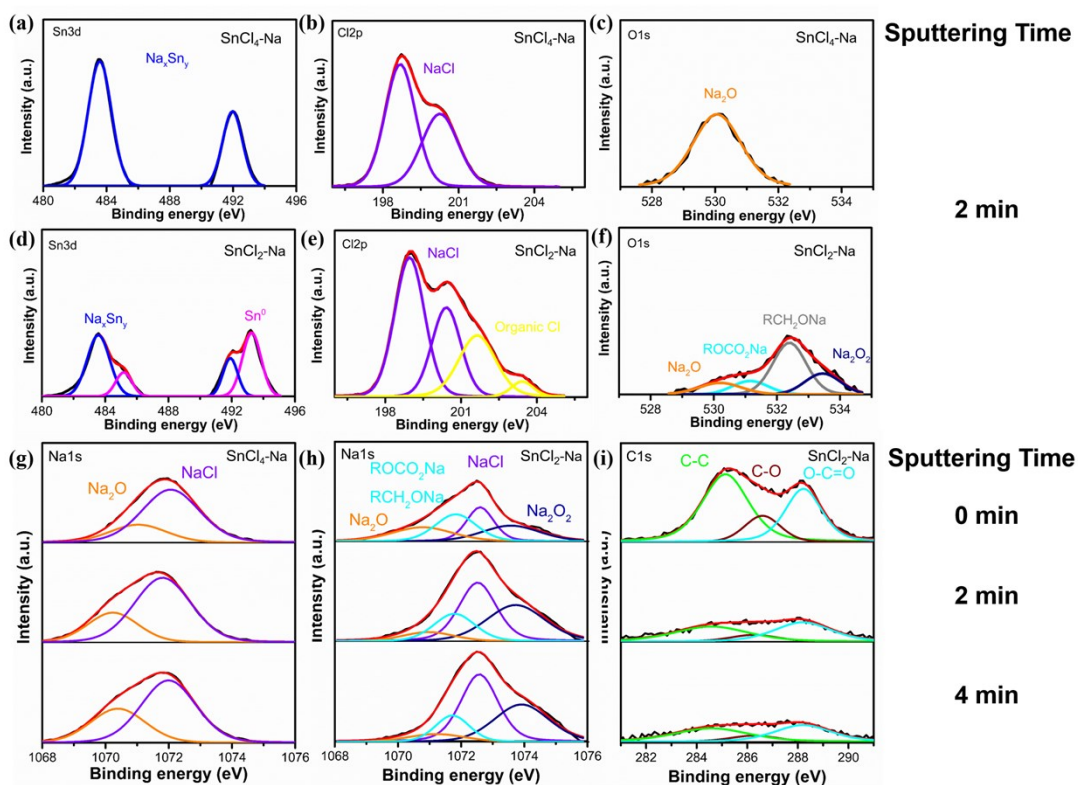 (a) Sn3d SnCl₄-Na
NaₓSnᵧ
Intensity (a.u.)
480 484 488 492 496
Binding energy (eV)
(b) Cl2p SnCl₄-Na
NaCl
Intensity (a.u.)
198 201 204
Binding energy (eV)
(c) O1s SnCl₄-Na
Na₂O
Intensity (a.u.)
528 530 532 534
Binding energy (eV)
Sputtering Time
2 min
(d) Sn3d SnCl₂-Na
NaₓSnᵧ Sn⁰
Intensity (a.u.)
480 484 488 492 496
Binding energy (eV)
(e) Cl2p SnCl₂-Na
NaCl
Organic Cl
Intensity (a.u.)
198 201 204
Binding energy (eV)
(f) O1s SnCl₂-Na
RCH₂ONa
ROCO₂Na
Na₂O Na₂O₂
Intensity (a.u.)
528 530 532 534
Binding energy (eV)
(g) Na1s SnCl₄-Na
NaCl
Na₂O
Intensity (a.u.)
1068 1070 1072 1074 1076
Binding energy (eV)
(h) Na1s SnCl₂-Na
ROCO₂Na NaCl
RCH₂ONa
Na₂O Na₂O₂
Intensity (a.u.)
1068 1070 1072 1074 1076
Binding energy (eV)
(i) C1s SnCl₂-Na
C-C C-O O-C=O
Intensity (a.u.)
282 284 286 288 290
Binding energy (eV)
Sputtering Time
0 min
2 min
4 min